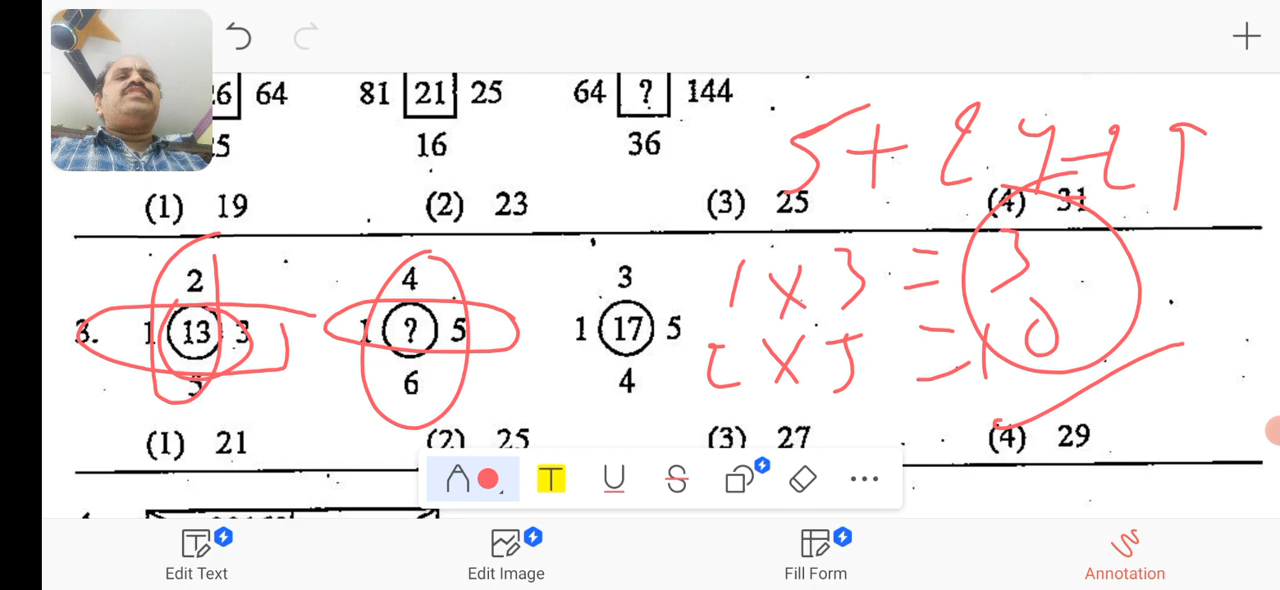 26 64 81 21 25 64 ? 144
16 36
5 + 24 = 29
(1) 19 (2) 23 (3) 25 (4) 31
2 4 3
1 × 3 = 3
3. 1 13 3 1 ? 5 1 17 5
2 × 5 = 10
5 6 4
(1) 21 (2) 25 (3) 27 (4) 29
T U S
Edit Text Edit Image Fill Form Annotation